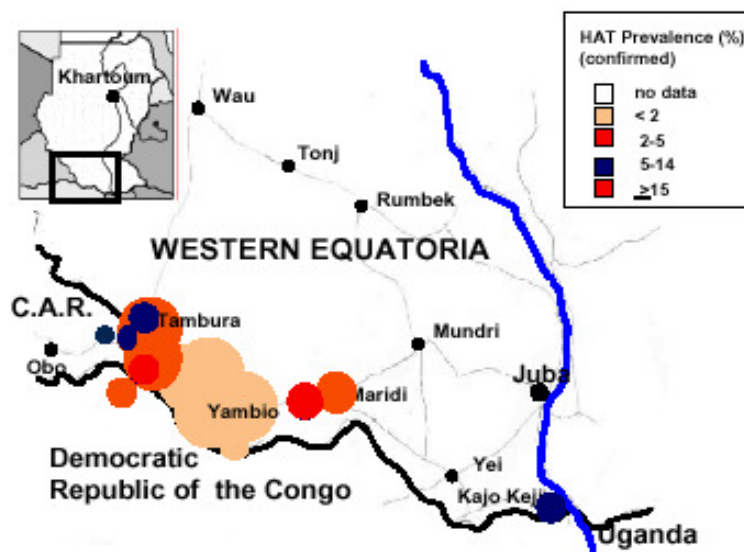 HAT Prevalence (%)
(confirmed)
no data
< 2
2-5
5-14
≥15
Khartoum
Wau
Tonj
Rumbek
WESTERN EQUATORIA
C.A.R.
Tambura
Obo
Mundri
Juba
Yambio
Maridi
Democratic
Republic of the Congo
Yei
Kajo Keji
Uganda